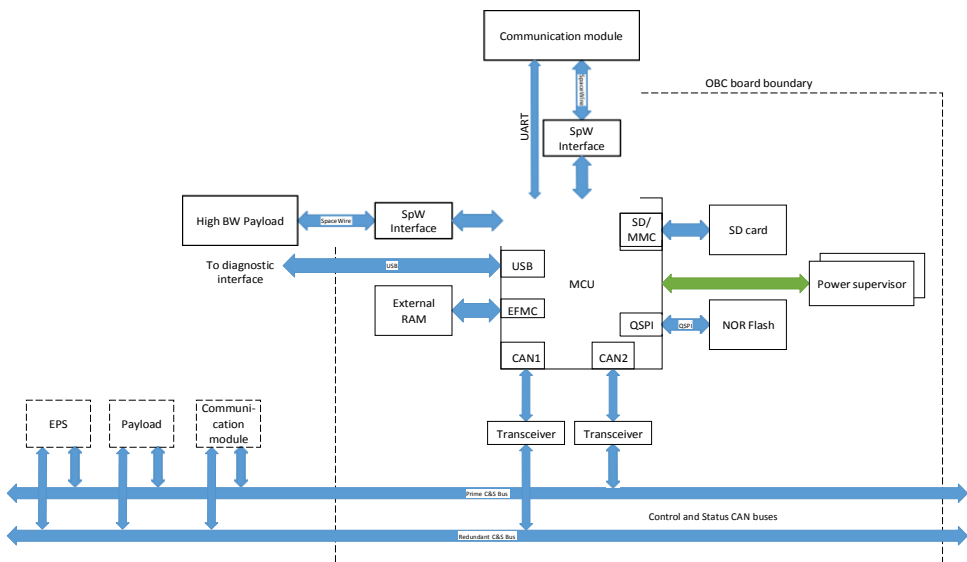 Communication module
OBC board boundary
UART
SpaceWire
SpW
Interface
High BW Payload
SpaceWire
SpW
Interface
SD/
MMC
SD card
To diagnostic
interface
USB
USB
MCU
Power supervisor
External
RAM
EFMC
QSPI
QSPI
NOR Flash
CAN1
CAN2
EPS
Payload
Communi-
cation
module
Transceiver
Transceiver
Prime C&S Bus
Control and Status CAN buses
Redundant C&S Bus